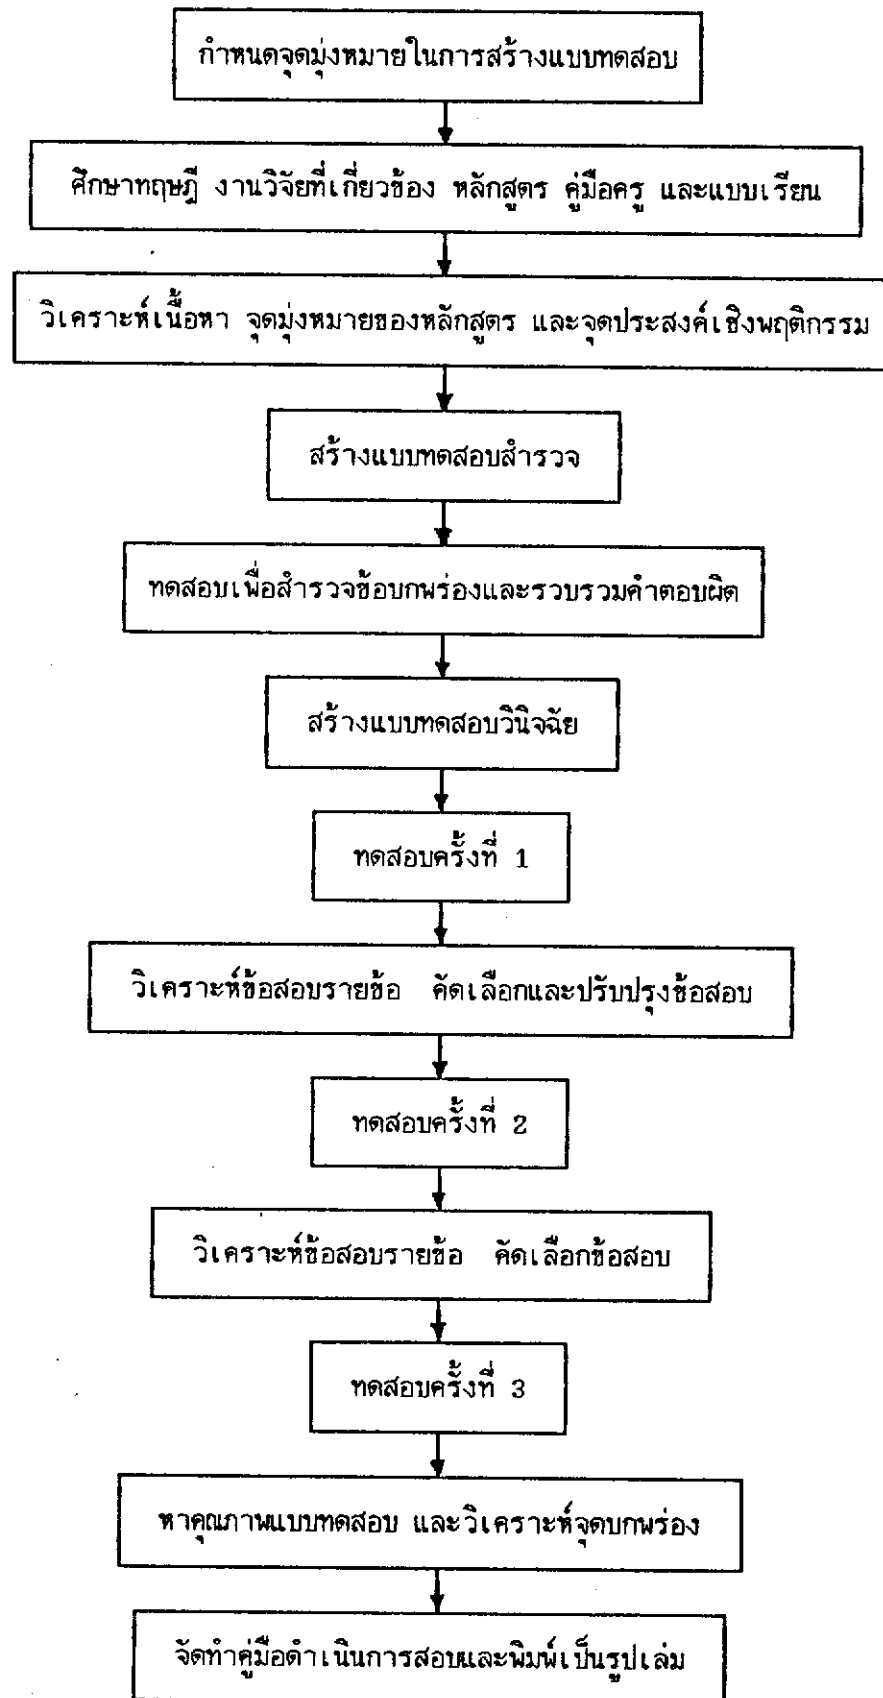 กำหนดจุดมุ่งหมายในการสร้างแบบทดสอบ
ศึกษาทฤษฎี งานวิจัยที่เกี่ยวข้อง หลักสูตร คู่มือครู และแบบเรียน
วิเคราะห์เนื้อหา จุดมุ่งหมายของหลักสูตร และจุดประสงค์เชิงพฤติกรรม
สร้างแบบทดสอบสำรวจ
ทดสอบเพื่อสำรวจข้อบกพร่องและรวบรวมคำตอบผิด
สร้างแบบทดสอบวินิจฉัย
ทดสอบครั้งที่ 1
วิเคราะห์ข้อสอบรายข้อ คัดเลือกและปรับปรุงข้อสอบ
ทดสอบครั้งที่ 2
วิเคราะห์ข้อสอบรายข้อ คัดเลือกข้อสอบ
ทดสอบครั้งที่ 3
หาคุณภาพแบบทดสอบ และวิเคราะห์จุดบกพร่อง
จัดทำคู่มือดำเนินการสอบและพิมพ์เป็นรูปเล่ม